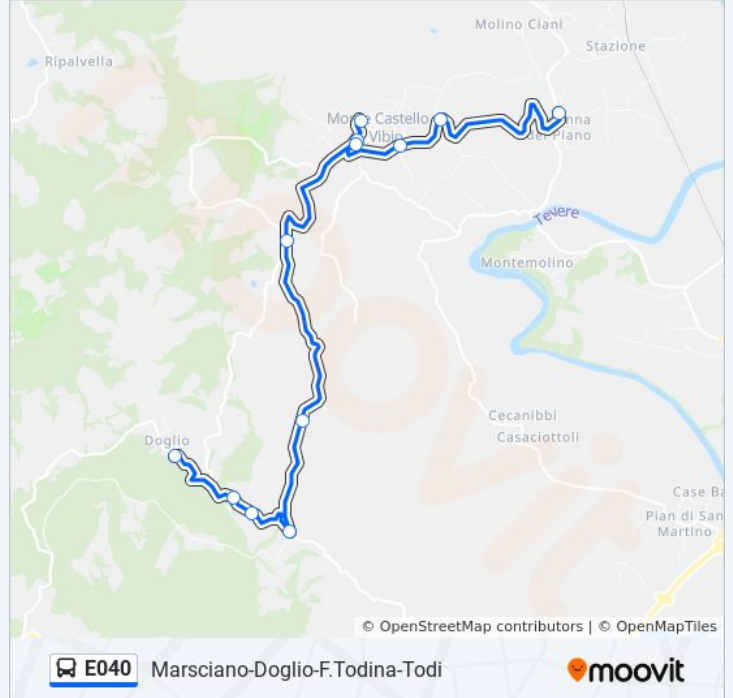 Molino Ciani
Stazione
Ripalvella
Monte Castello
Vibio
del Piano
Tevere
Montemolino
Cecanibbi
Casaciottoli
Doglio
Case Ba
Pian di San
Martino
© OpenStreetMap contributors | © OpenMapTiles
E040 Marsciano-Doglio-F.Todina-Todi
moovit